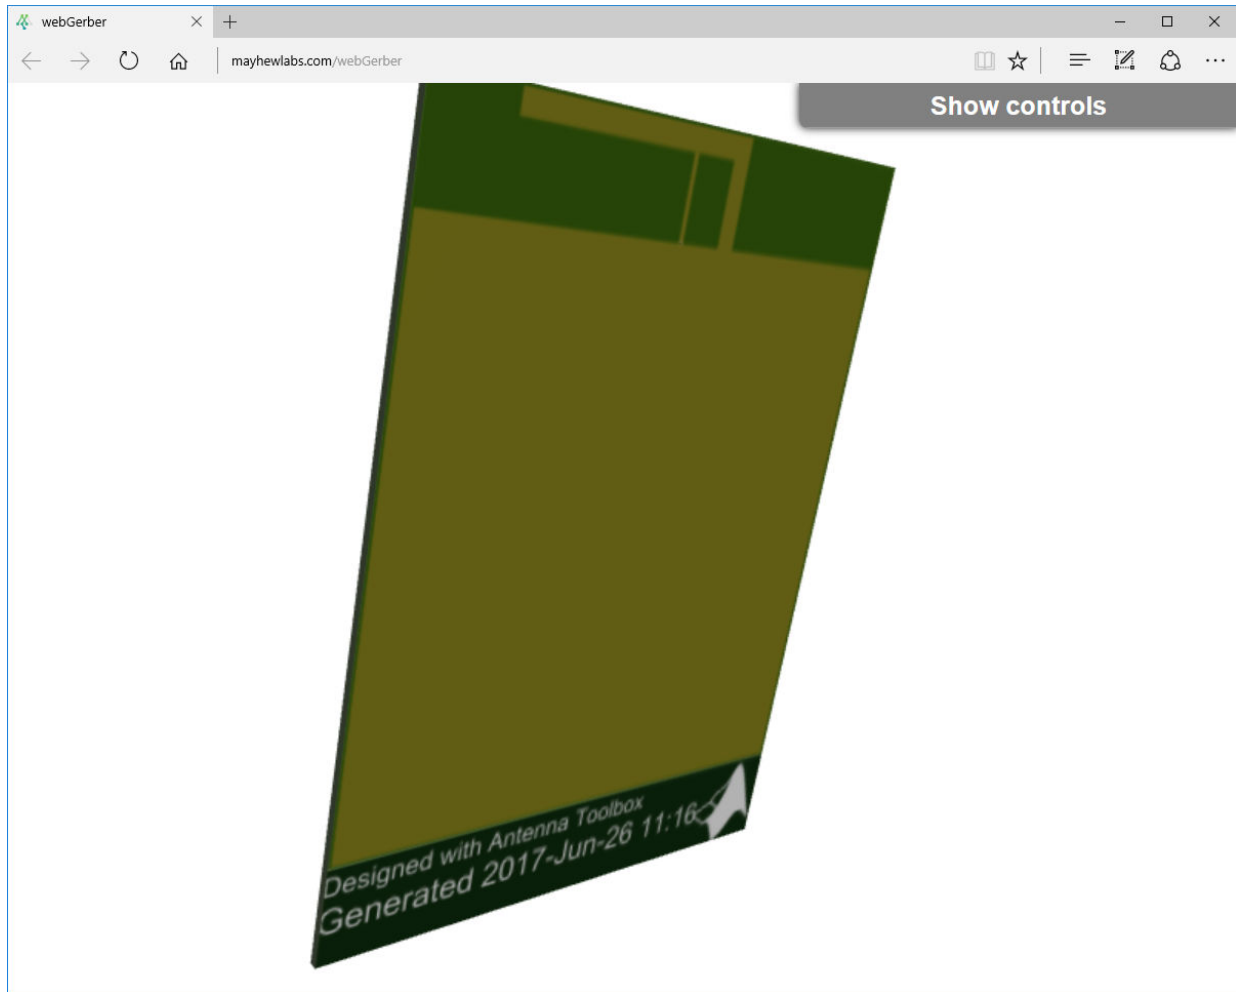 webGerber
mayhewlabs.com/webGerber
Show controls
Designed with Antenna Toolbox
Generated 2017-Jun-26 11:16